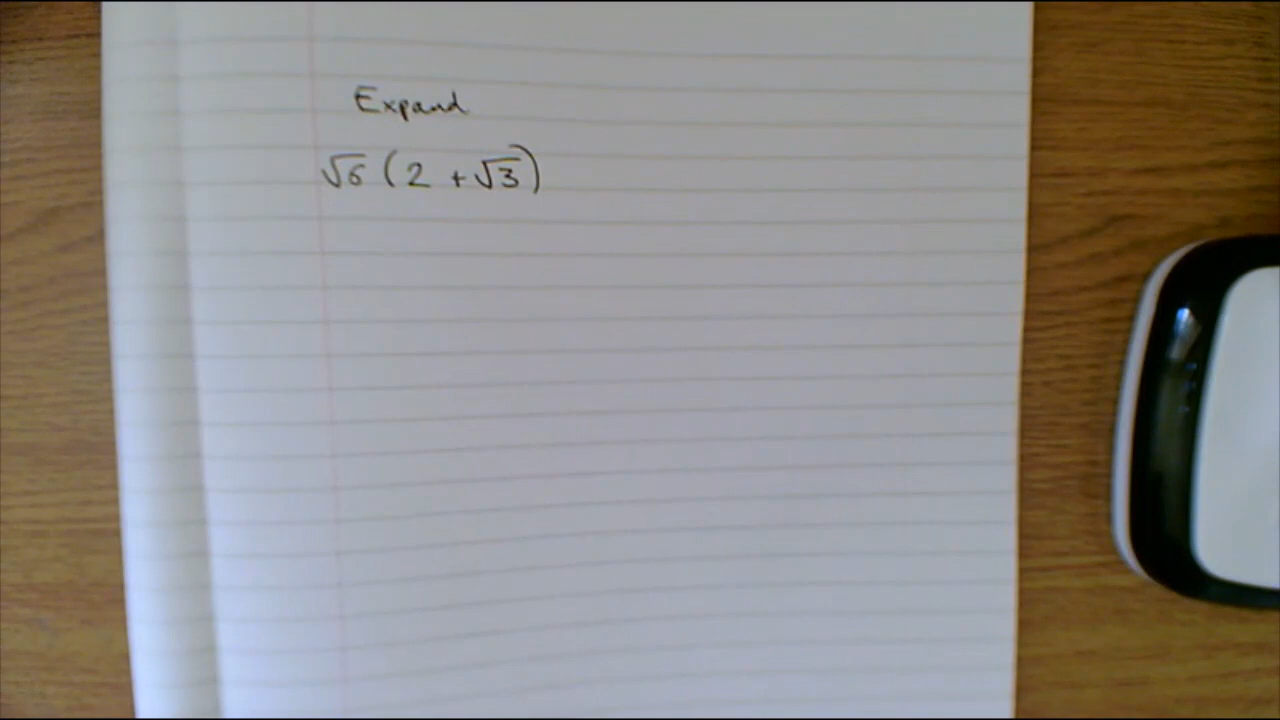 Expand
√6 (2 + √3)